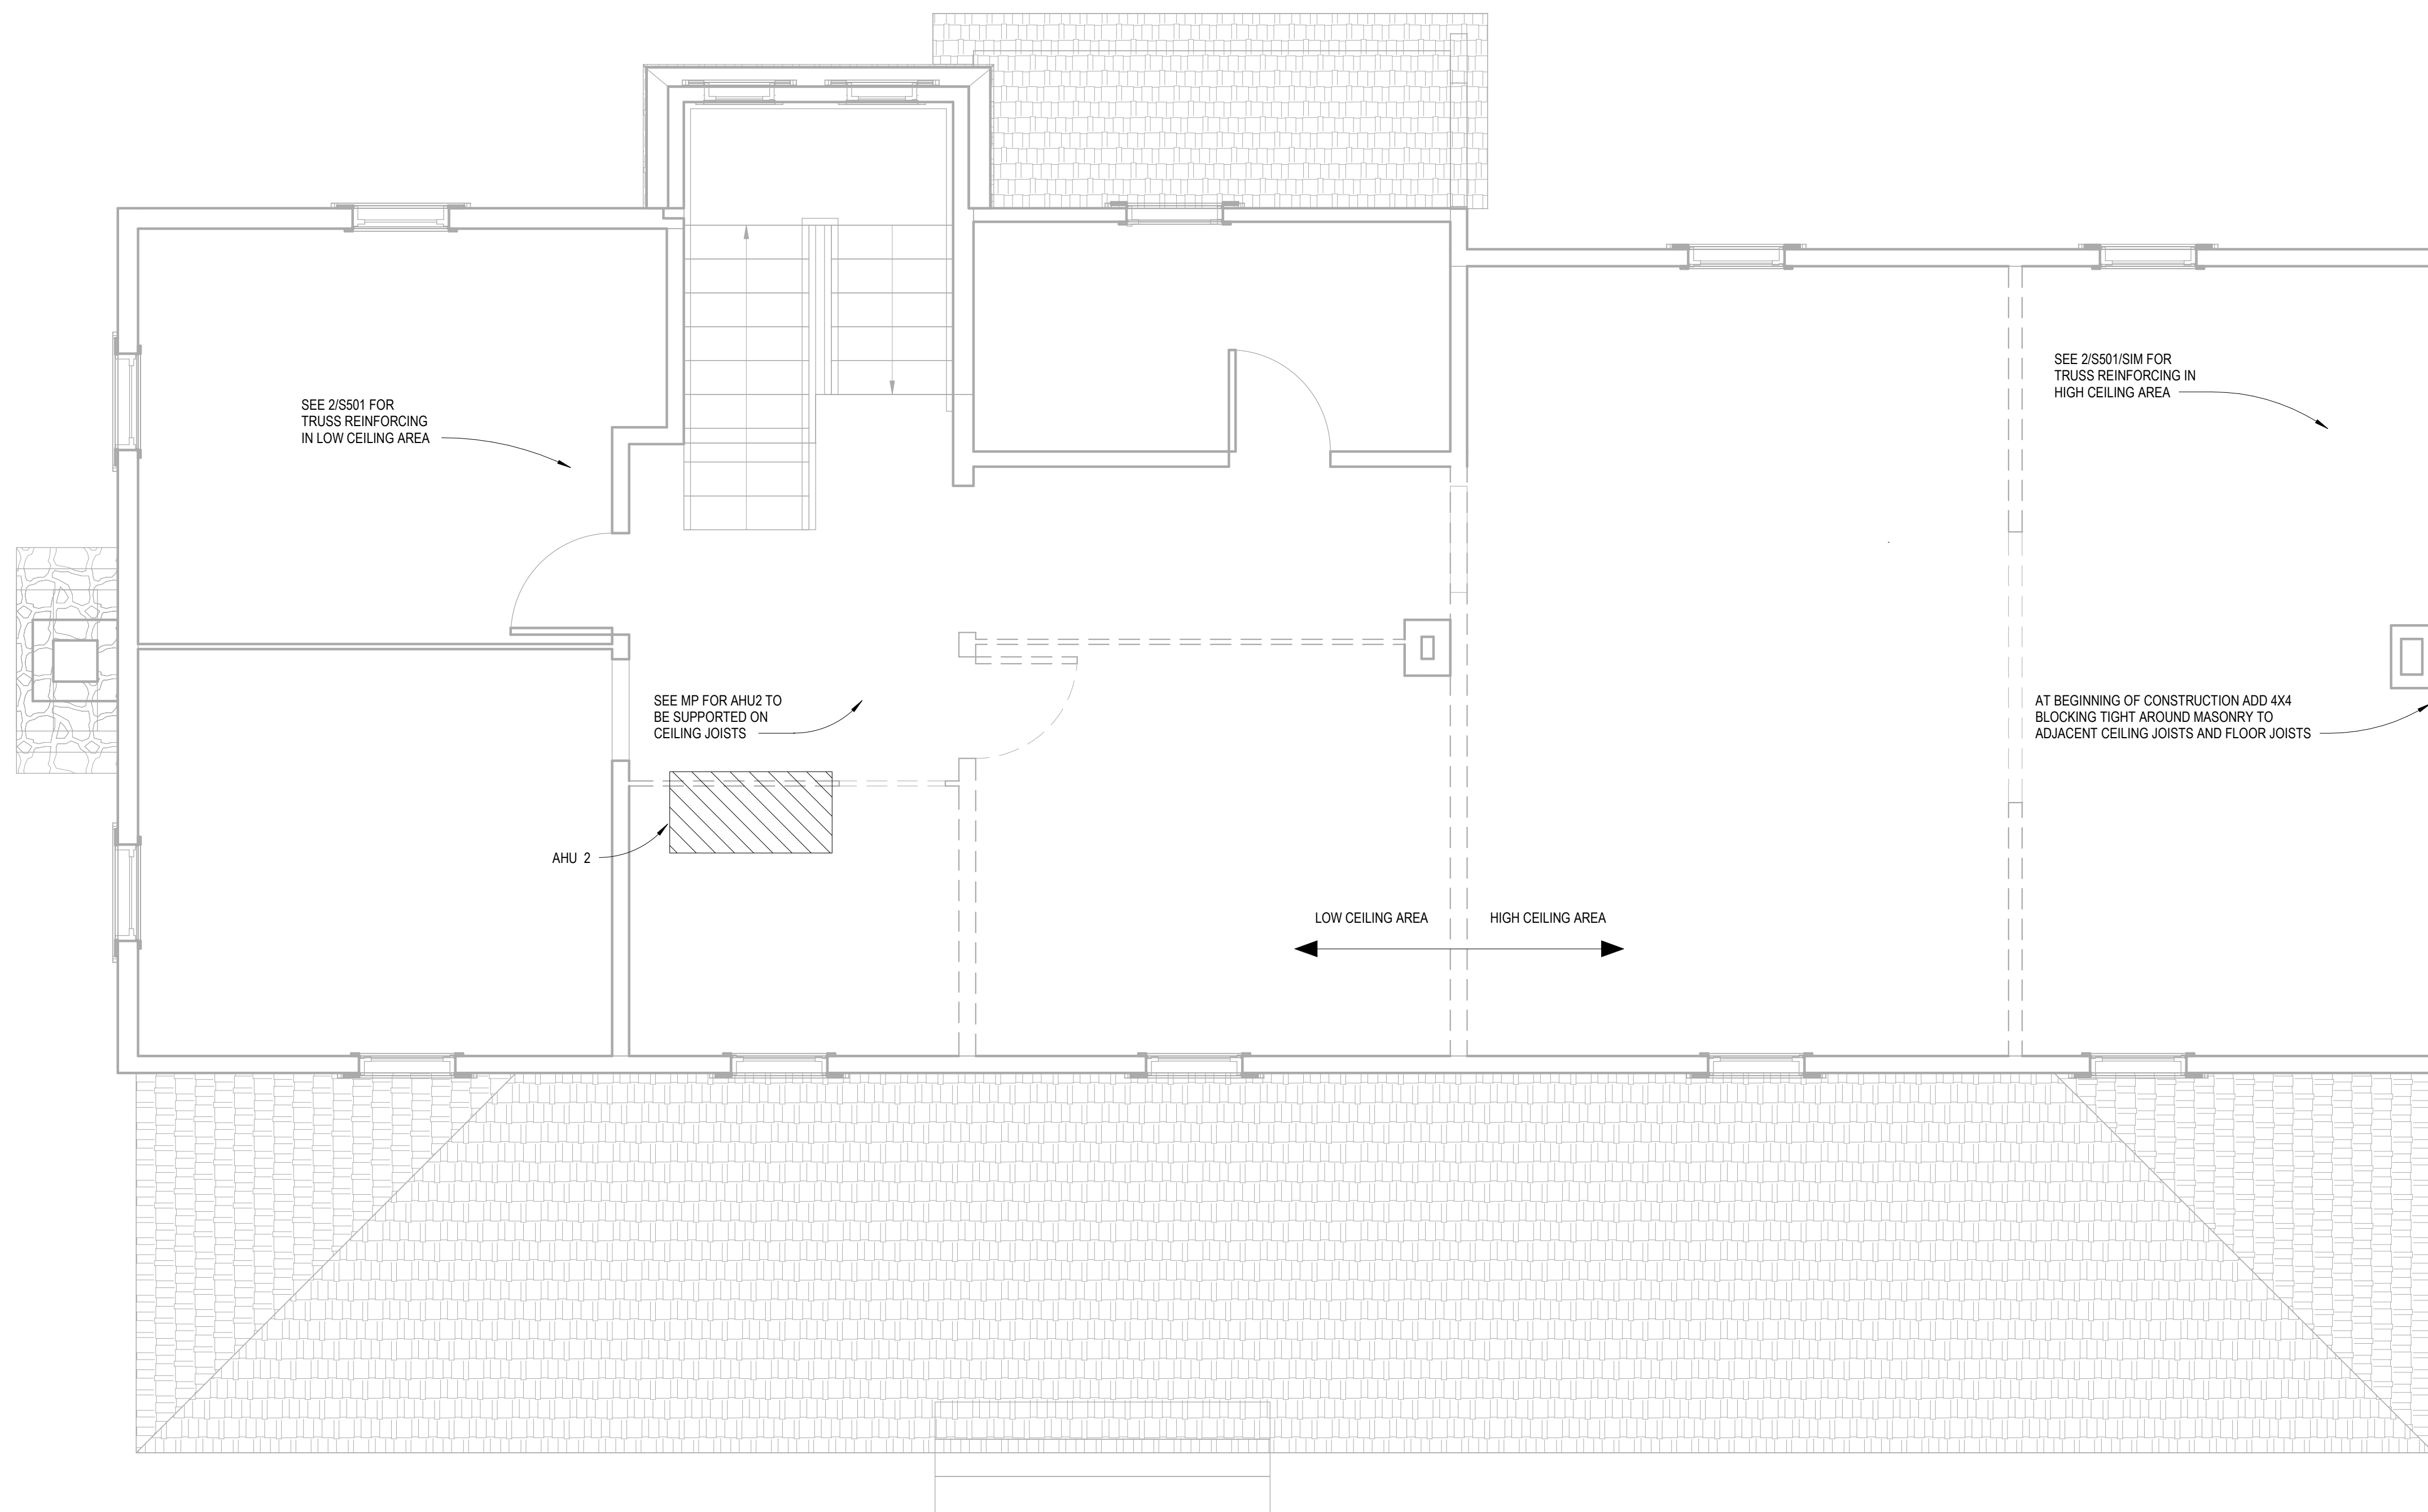 SEE 2/S501/SIM FOR
TRUSS REINFORCING IN
HIGH CEILING AREA
SEE 2/S501 FOR
TRUSS REINFORCING
IN LOW CEILING AREA
SEE MP FOR AHU2 TO
BE SUPPORTED ON
CEILING JOISTS
AT BEGINNING OF CONSTRUCTION ADD 4X4
BLOCKING TIGHT AROUND MASONRY TO
ADJACENT CEILING JOISTS AND FLOOR JOISTS
AHU 2
LOW CEILING AREA
HIGH CEILING AREA